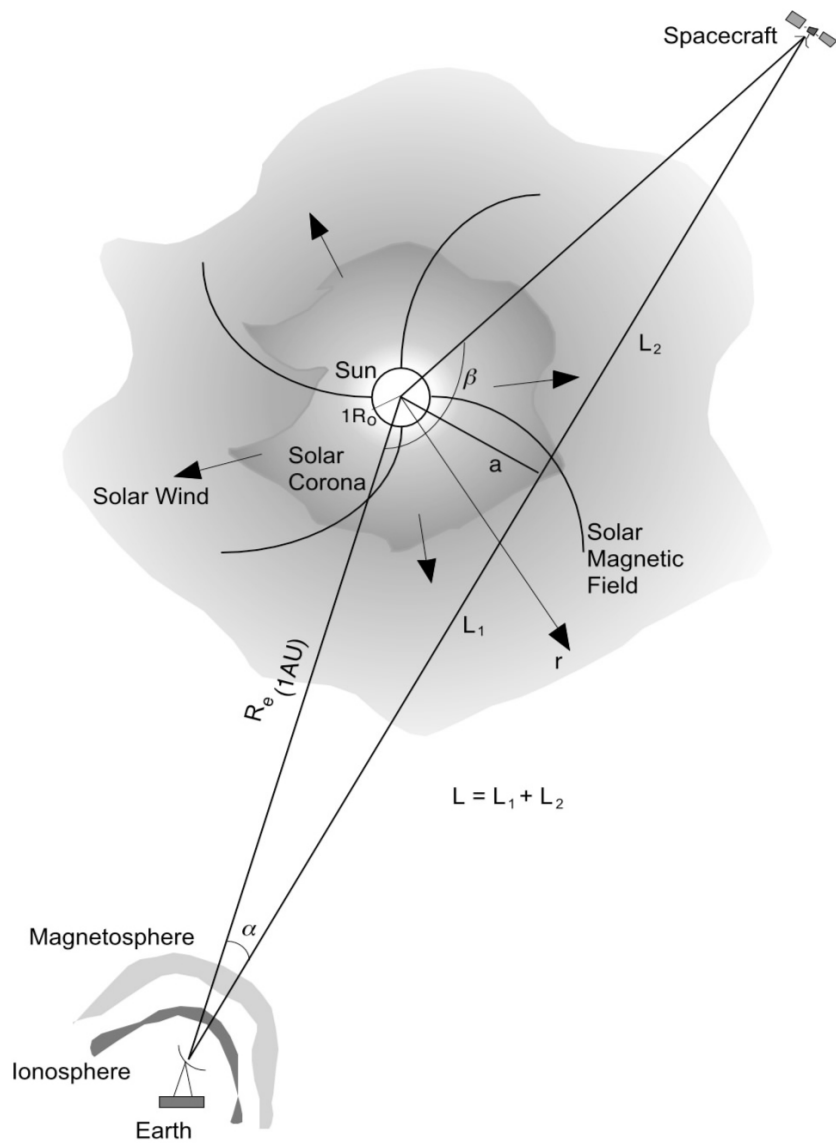 Spacecraft
L₂
Sun
β
1R₀
Solar
Corona
a
Solar Wind
Solar
Magnetic
Field
L₁
r
Rₑ (1AU)
L = L₁ + L₂
α
Magnetosphere
Ionosphere
Earth